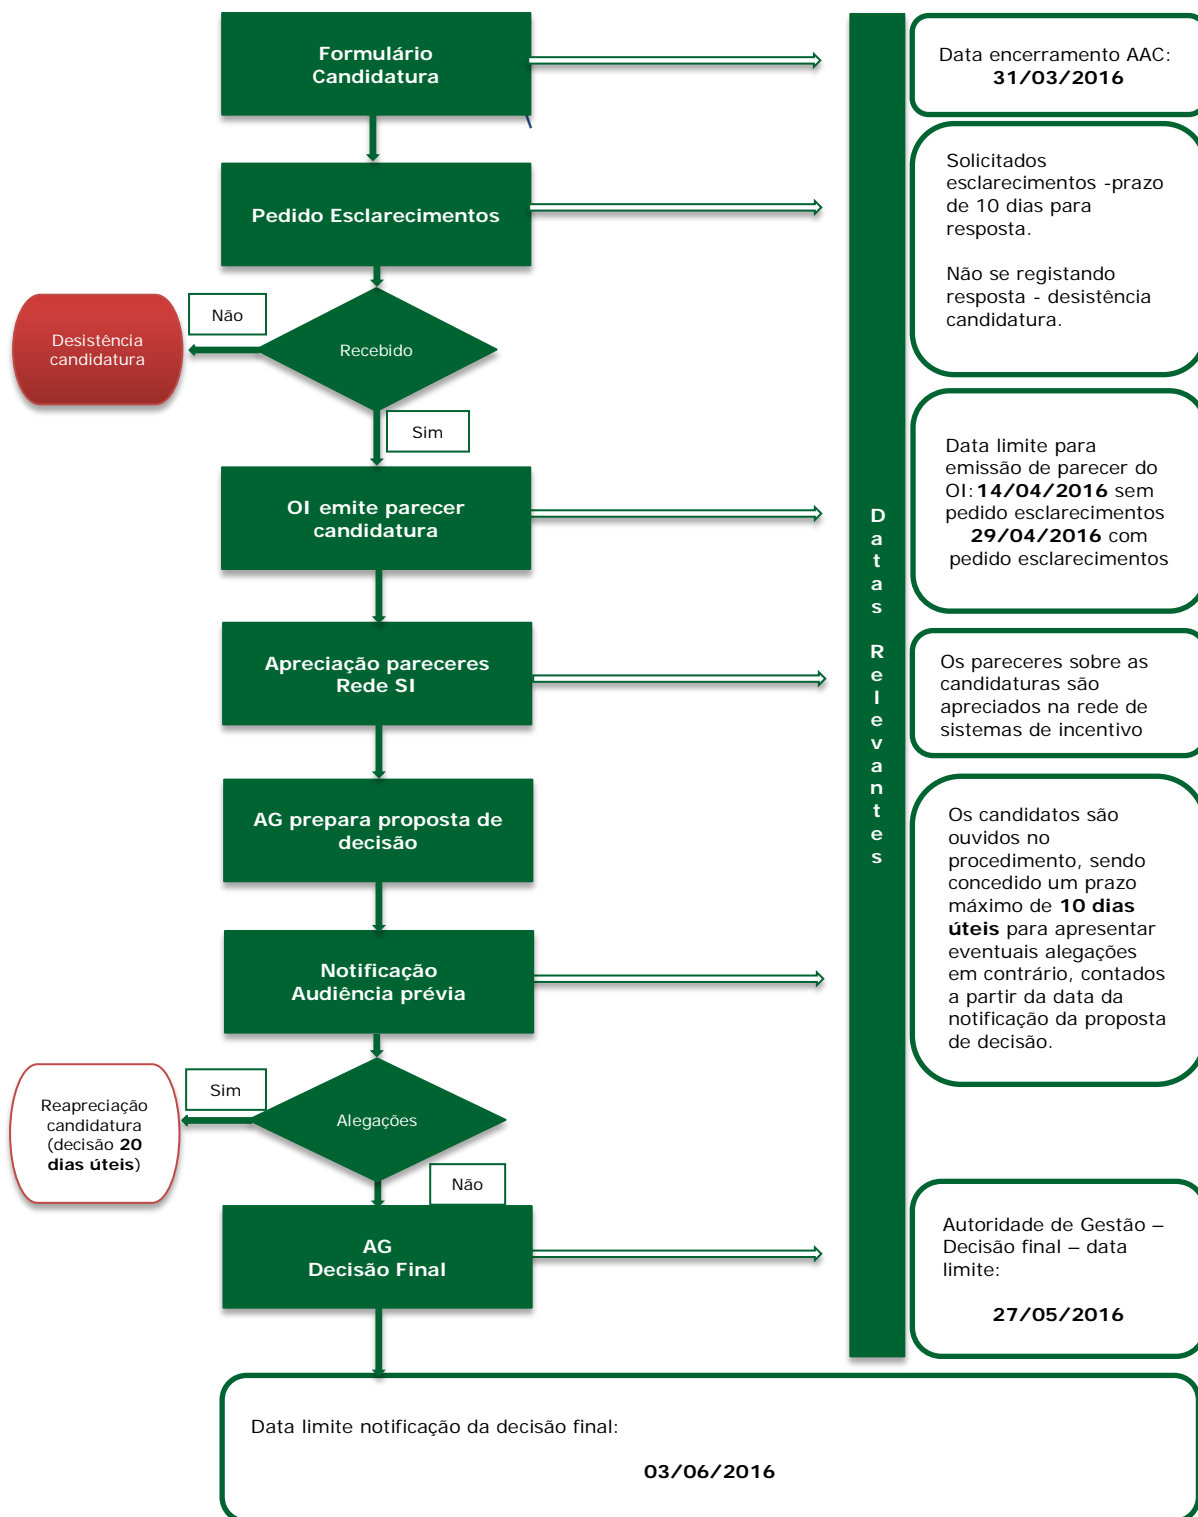 Formulário
Candidatura
Data encerramento AAC:
31/03/2016
Pedido Esclarecimentos
Solicitados
esclarecimentos -prazo
de 10 dias para
resposta.
Não se registando
resposta - desistência
candidatura.
Não
Desistência
candidatura
Recebido
Sim
OI emite parecer
candidatura
Data limite para
emissão de parecer do
OI: 14/04/2016 sem
pedido esclarecimentos
29/04/2016 com
pedido esclarecimentos
D
a
t
a
s
R
e
l
e
v
a
n
t
e
s
Apreciação pareceres
Rede SI
Os pareceres sobre as
candidaturas são
apreciados na rede de
sistemas de incentivo
AG prepara proposta de
decisão
Notificação
Audiência prévia
Os candidatos são
ouvidos no
procedimento, sendo
concedido um prazo
máximo de 10 dias
úteis para apresentar
eventuais alegações
em contrário, contados
a partir da data da
notificação da proposta
de decisão.
Sim
Reapreciação
candidatura
(decisão 20
dias úteis)
Alegações
Não
AG
Decisão Final
Autoridade de Gestão –
Decisão final – data
limite:
27/05/2016
Data limite notificação da decisão final:
03/06/2016